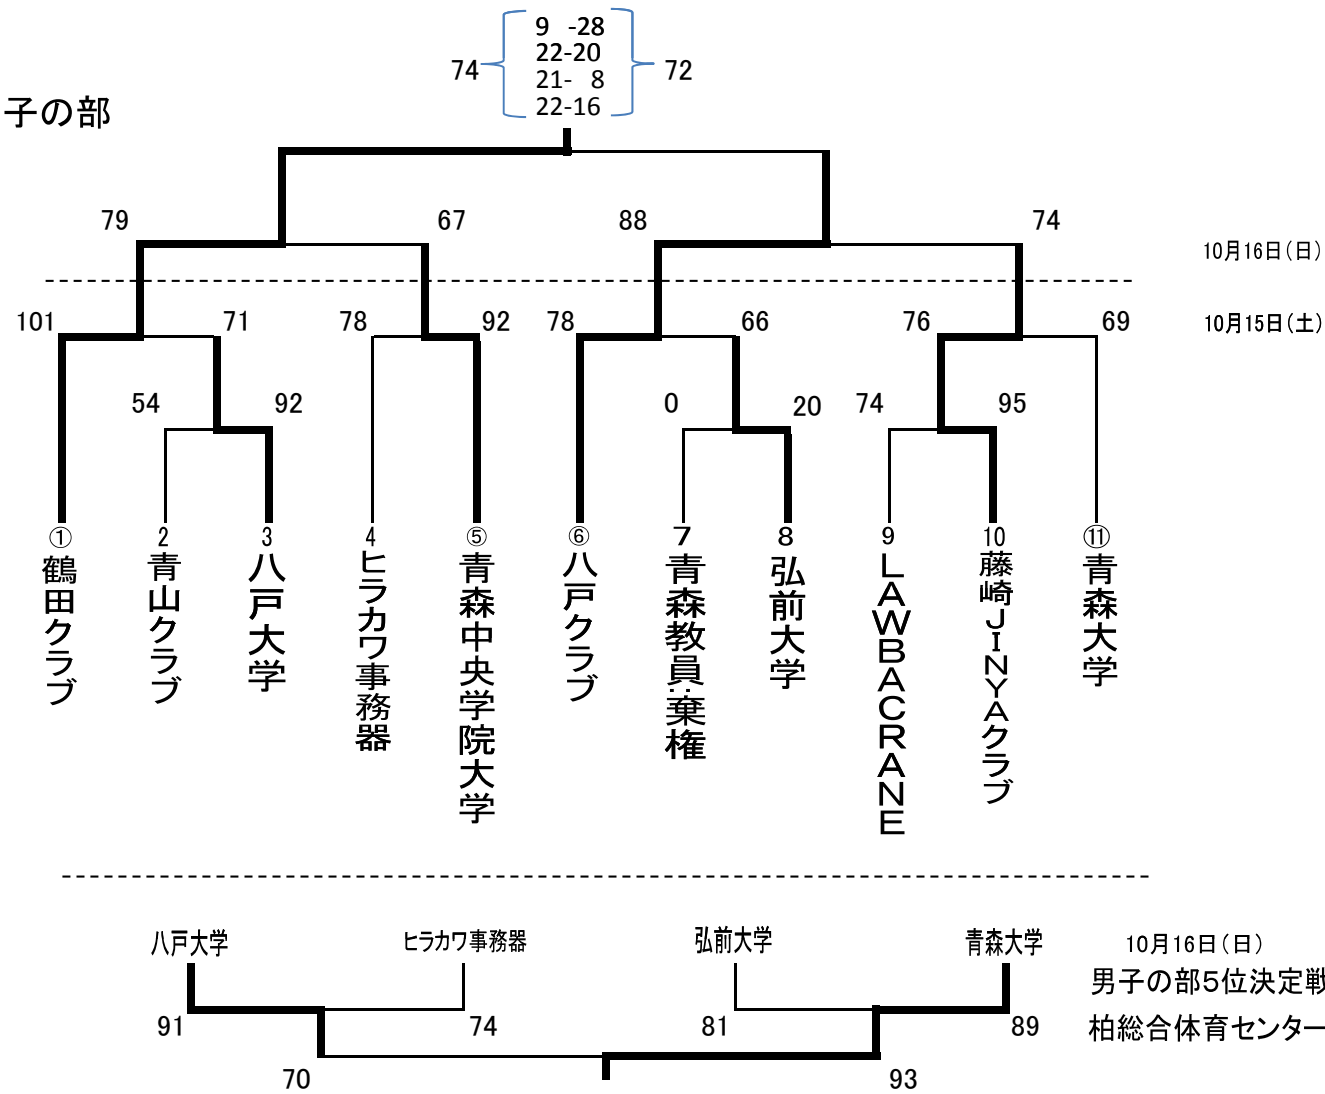 9 -28
22-20
21- 8
22-16
74
72
子の部
79
67
88
74
10月16日(日)
101
71
78
92
78
66
76
69
10月15日(土)
54
92
0
20
74
95
①
2
3
4
⑤
⑥
7
8
9
10
⑪
鶴田クラブ
青山クラブ
八戸大学
ヒラカワ事務器
青森中央学院大学
八戸クラブ
青森教員:棄権
弘前大学
LAWBACRANE
藤崎JINYAクラブ
青森大学
八戸大学
ヒラカワ事務器
弘前大学
青森大学
10月16日(日)
男子の部5位決定戦
91
74
81
89
柏総合体育センター
70
93